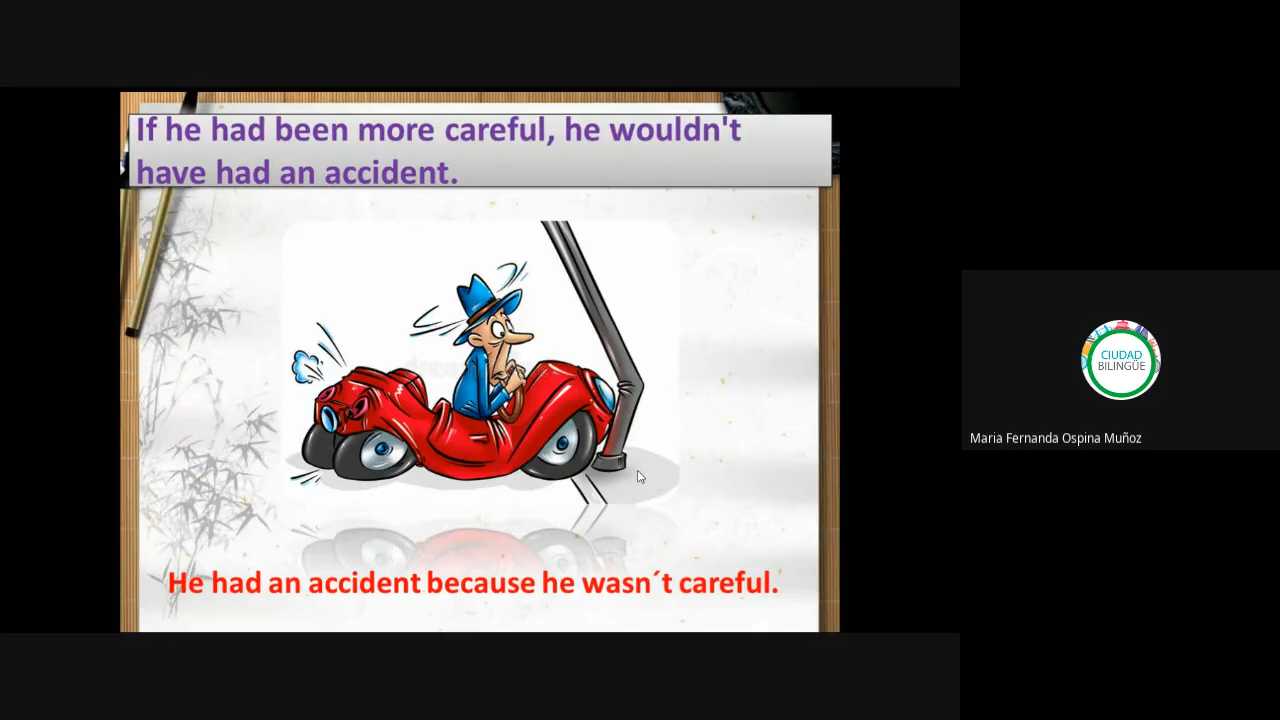 If he had been more careful, he wouldn't
have had an accident.
He had an accident because he wasn´t careful.
CIUDAD
BILINGÜE
Maria Fernanda Ospina Muñoz